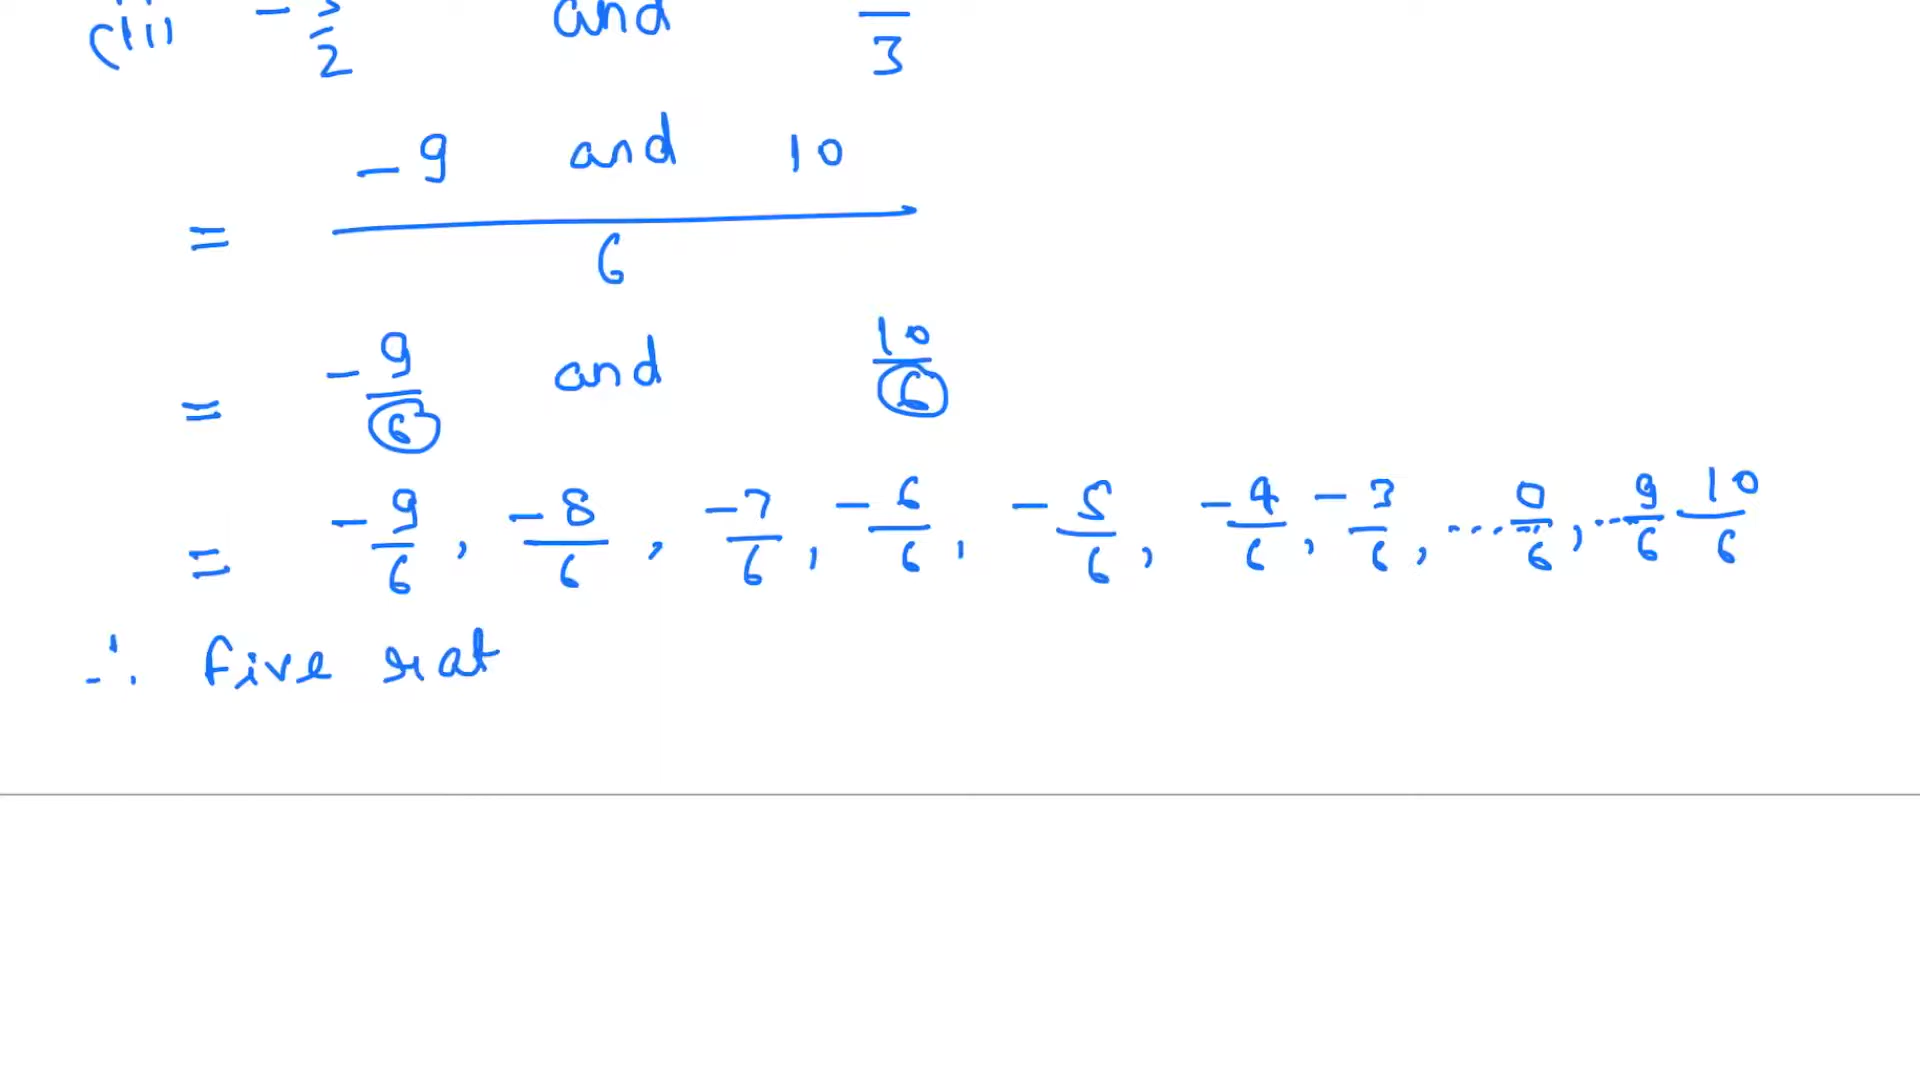 (ii) -3/2 and /3
= -9 and 10 / 6
= -9/6 and 10/6
= -9/6, -8/6, -7/6, -6/6, -5/6, -4/6, -3/6, ... 0/6, ... 9/6 10/6
∴ five rat